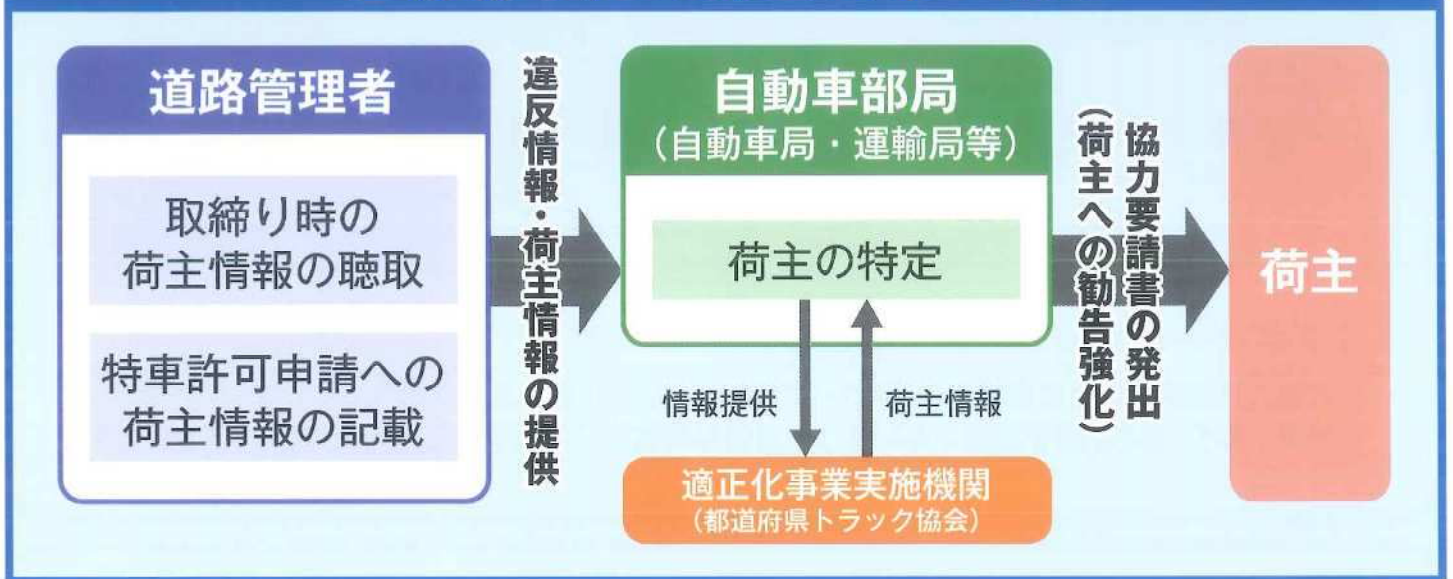 道路管理者
取締り時の
荷主情報の聴取
特車許可申請への
荷主情報の記載
違反情報・荷主情報の提供
自動車部局
（自動車局・運輸局等）
荷主の特定
情報提供
荷主情報
適正化事業実施機関
（都道府県トラック協会）
協力要請書の発出
（荷主への勧告強化）
荷主